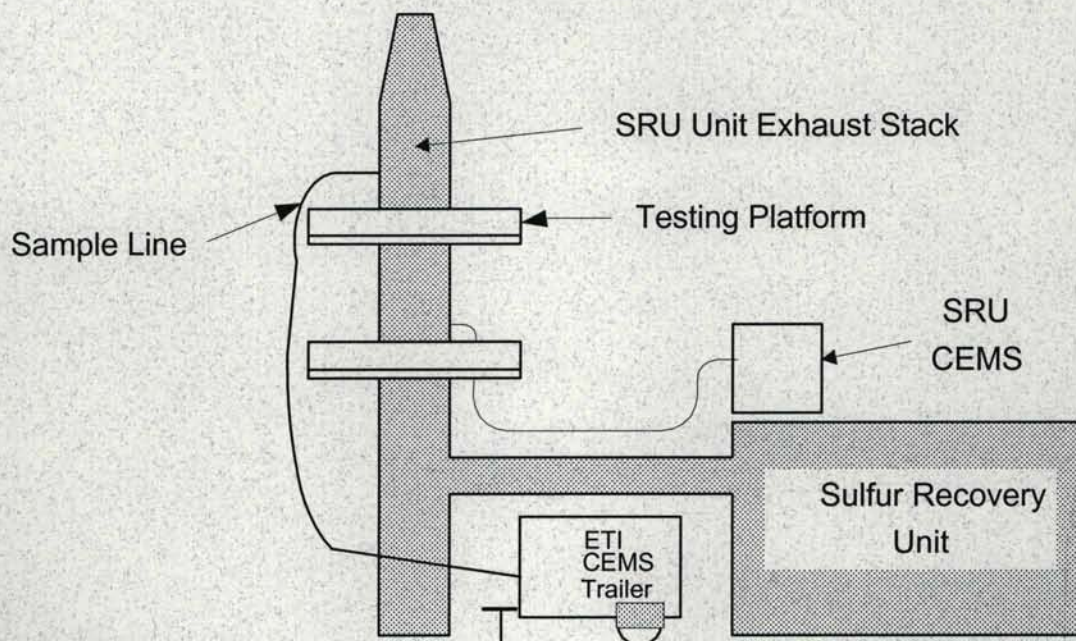 SRU Unit Exhaust Stack
Testing Platform
Sample Line
SRU
CEMS
Sulfur Recovery
Unit
ETI
CEMS
Trailer